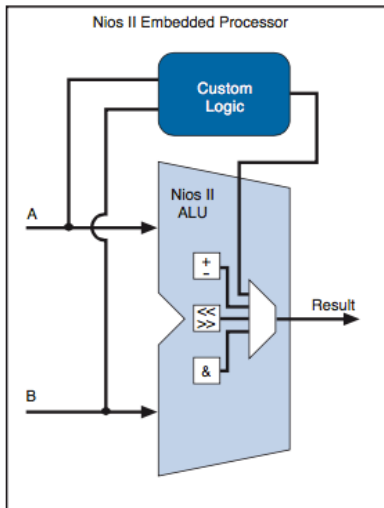 Nios II Embedded Processor
Custom
Logic
A
Nios II
ALU
+
-
<<
>>
Result
&
B